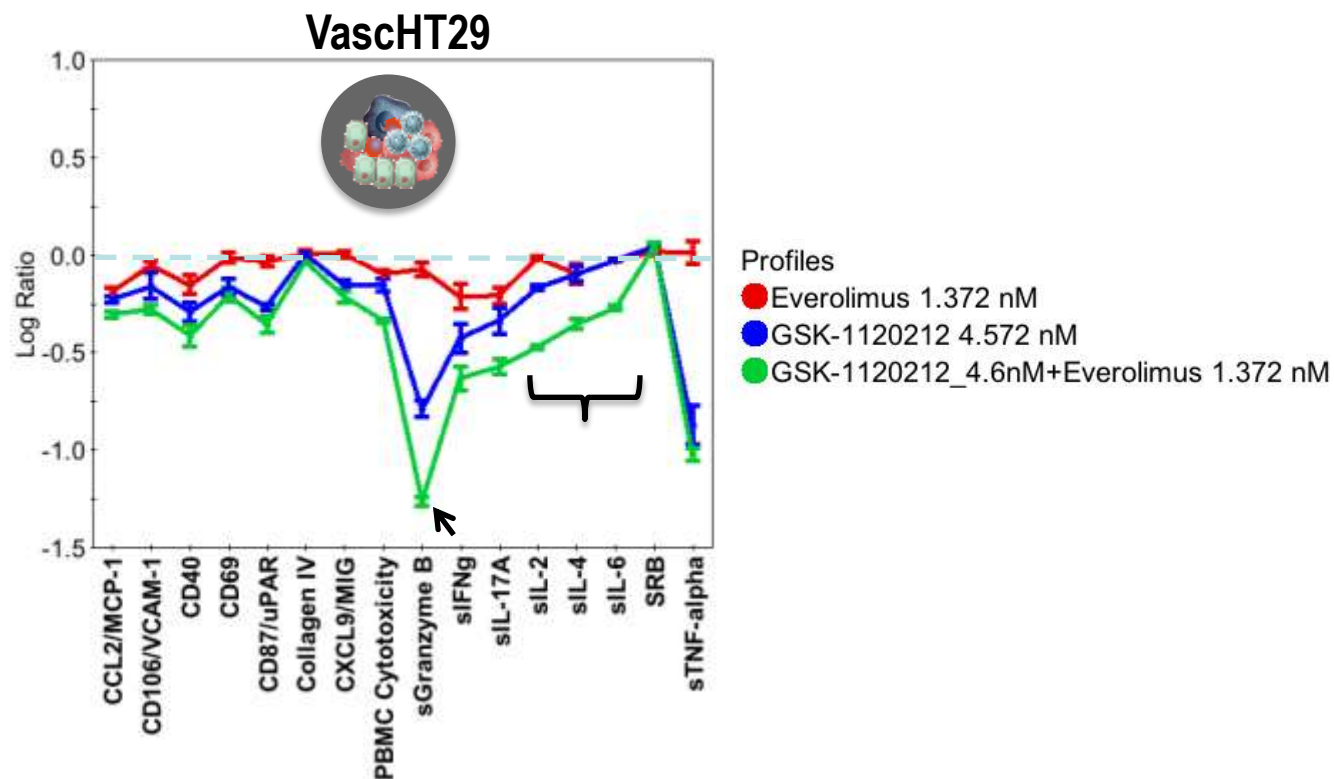 VascHT29
1.0
0.5
0.0
-0.5
-1.0
-1.5
Log Ratio
CCL2/MCP-1
CD106/VCAM-1
CD40
CD69
CD87/uPAR
Collagen IV
CXCL9/MIG
PBMC Cytotoxicity
sGranzyme B
sIFNg
sIL-17A
sIL-2
sIL-4
sIL-6
SRB
sTNF-alpha
Profiles
Everolimus 1.372 nM
GSK-1120212 4.572 nM
GSK-1120212_4.6nM+Everolimus 1.372 nM